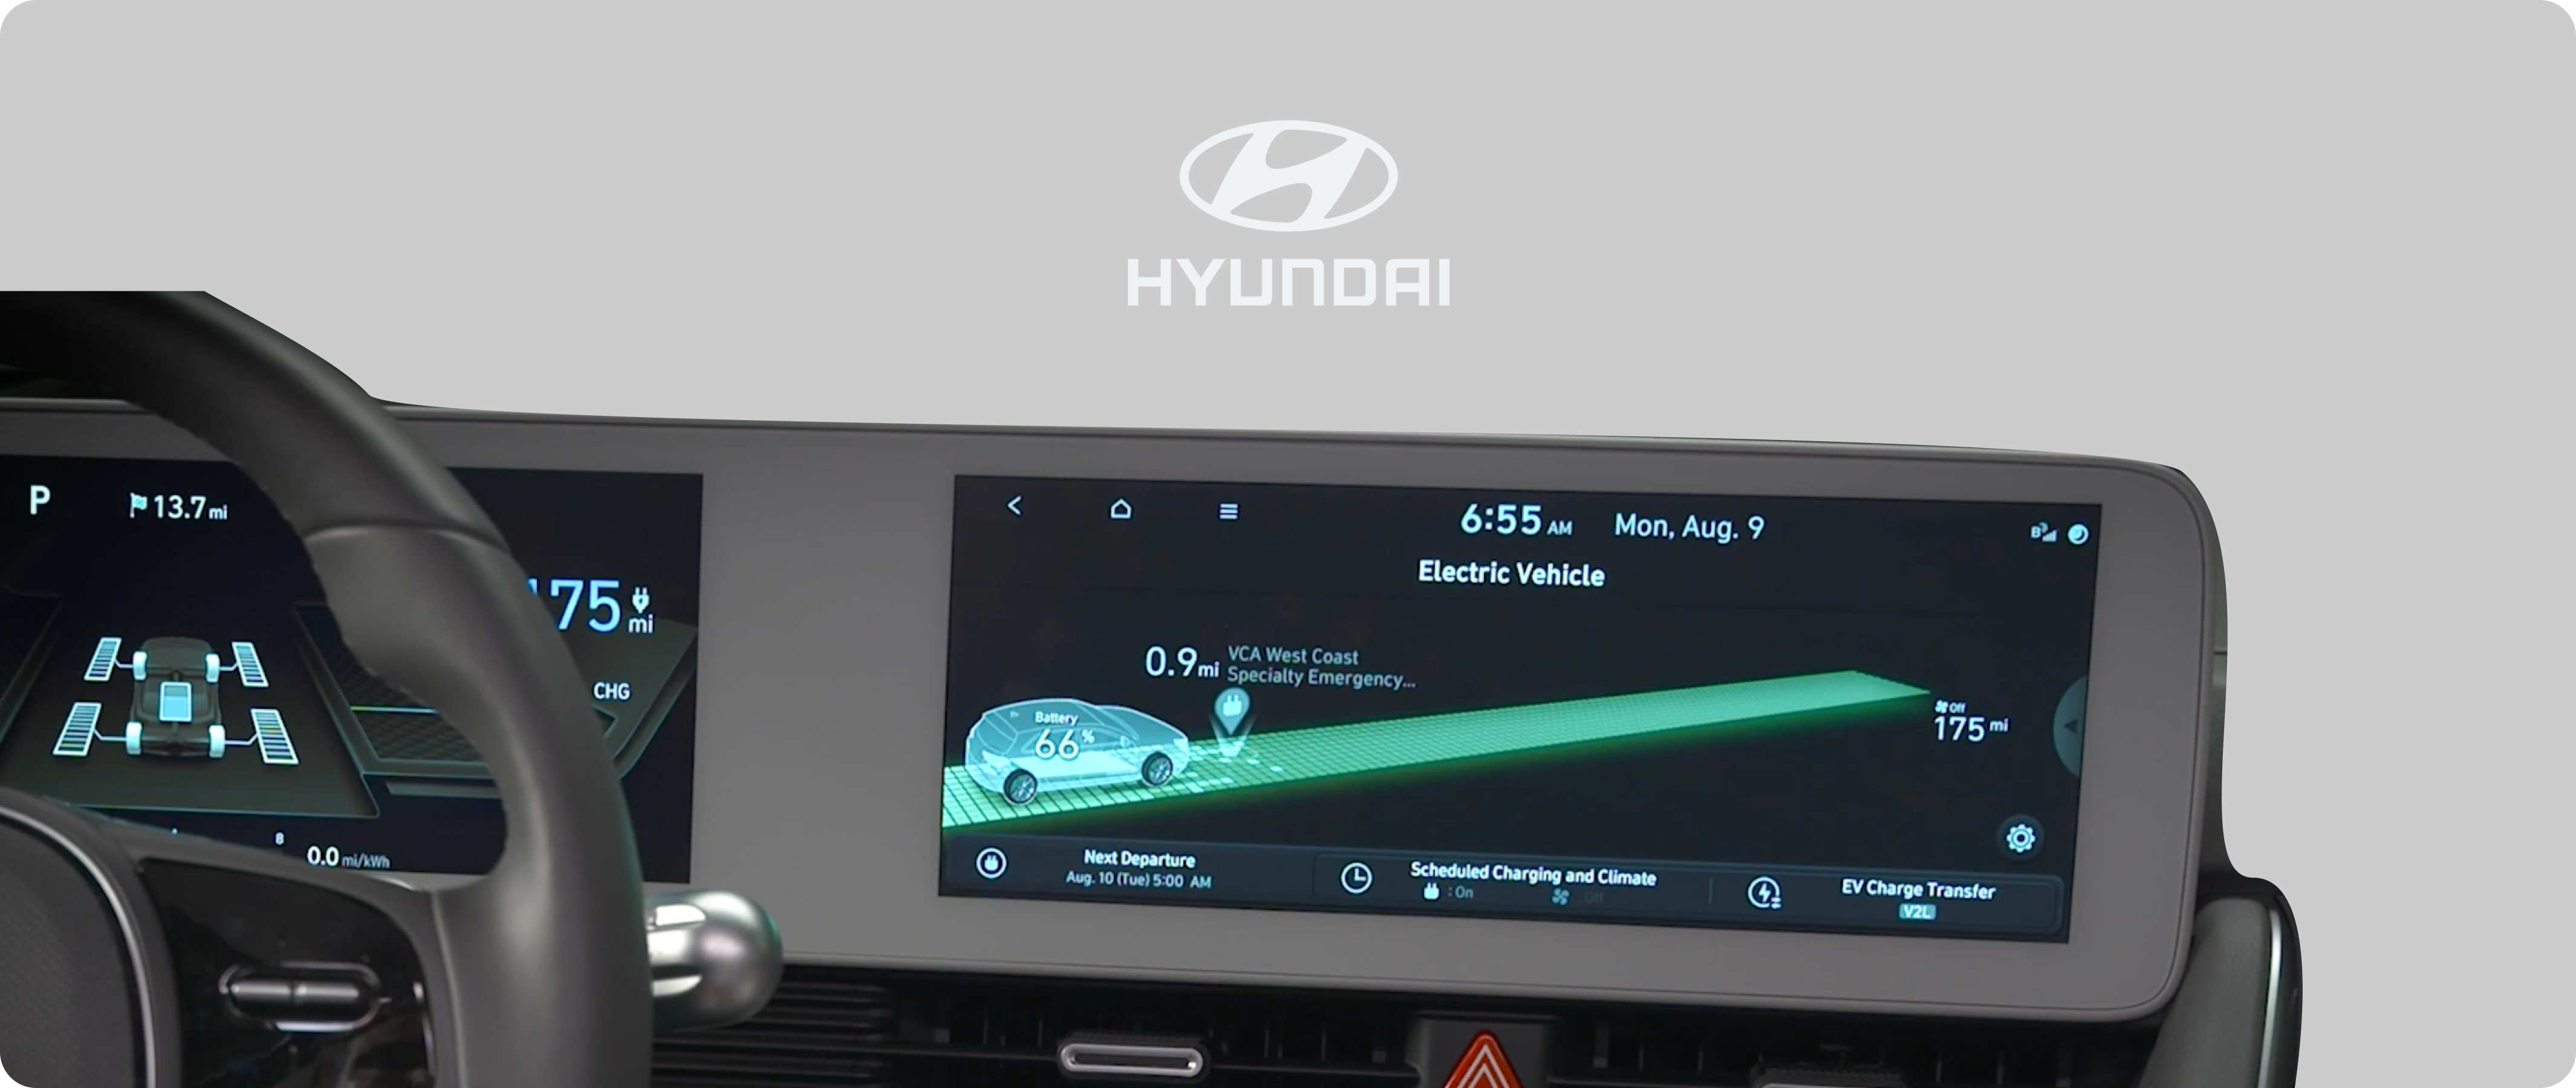 HYUNDAI
P
13.7 mi
75 mi
CHG
8
0.0 mi/kWh
6:55 AM Mon, Aug. 9
Electric Vehicle
0.9 mi
VCA West Coast
Specialty Emergency...
Battery
66%
Off
175 mi
Next Departure
Aug. 10 (Tue) 5:00 AM
Scheduled Charging and Climate
: On Off
EV Charge Transfer
V2L